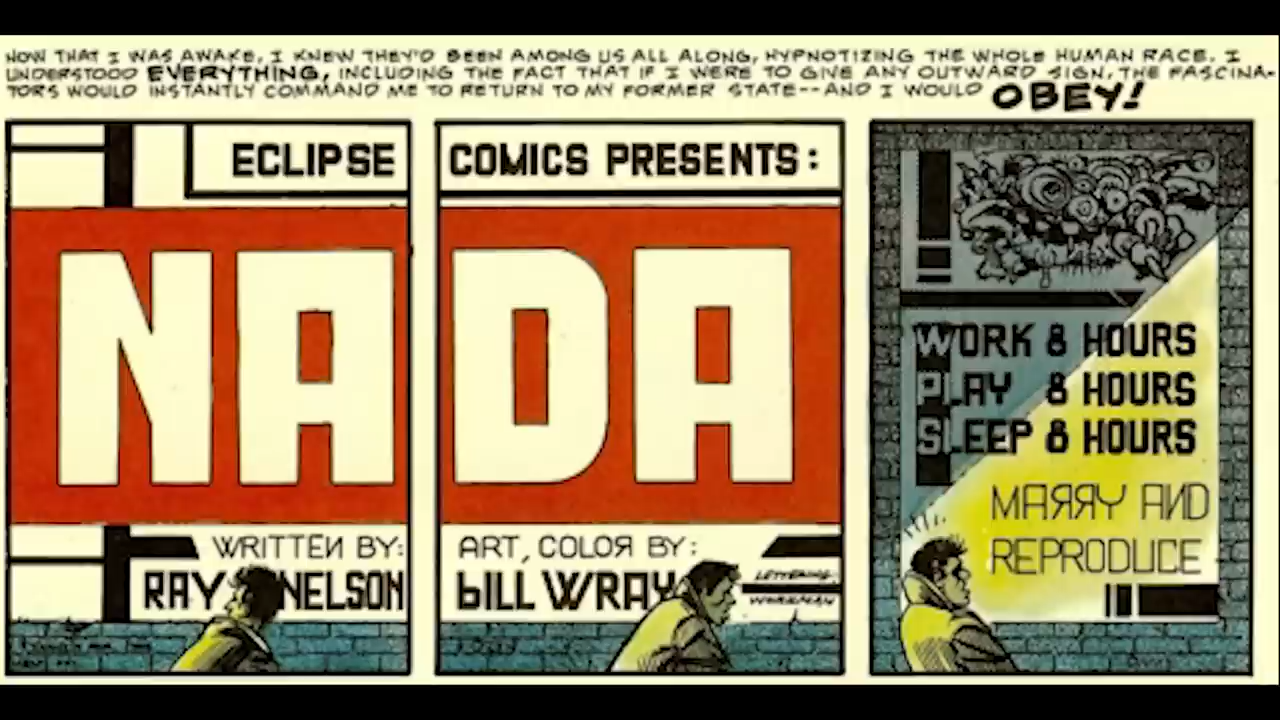 NOW THAT I WAS AWAKE, I KNEW THEY'D BEEN AMONG US ALL ALONG, HYPNOTIZING THE WHOLE HUMAN RACE. I
UNDERSTOOD EVERYTHING, INCLUDING THE FACT THAT IF I WERE TO GIVE ANY OUTWARD SIGN, THE FASCINA-
TORS WOULD INSTANTLY COMMAND ME TO RETURN TO MY FORMER STATE--AND I WOULD OBEY!
ECLIPSE COMICS PRESENTS:
NADA
WRITTEN BY:
RAY NELSON
ART, COLOR BY:
BILL WRAY
LETTERING:
WORKMAN
WORK 8 HOURS
PLAY 8 HOURS
SLEEP 8 HOURS
MARRY AND
REPRODUCE